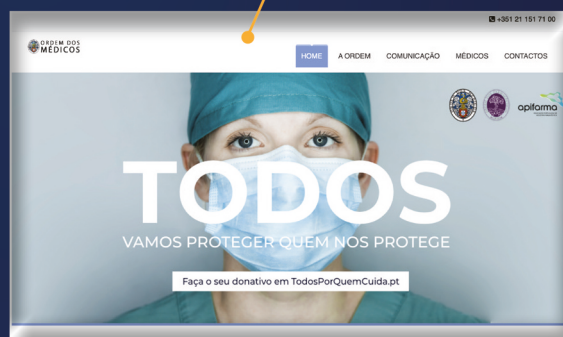 +351 21 151 71 00
ORDEM DOS
MÉDICOS
HOME A ORDEM COMUNICAÇÃO MÉDICOS CONTACTOS
apifarma
TODOS
VAMOS PROTEGER QUEM NOS PROTEGE
Faça o seu donativo em TodosPorQuemCuida.pt